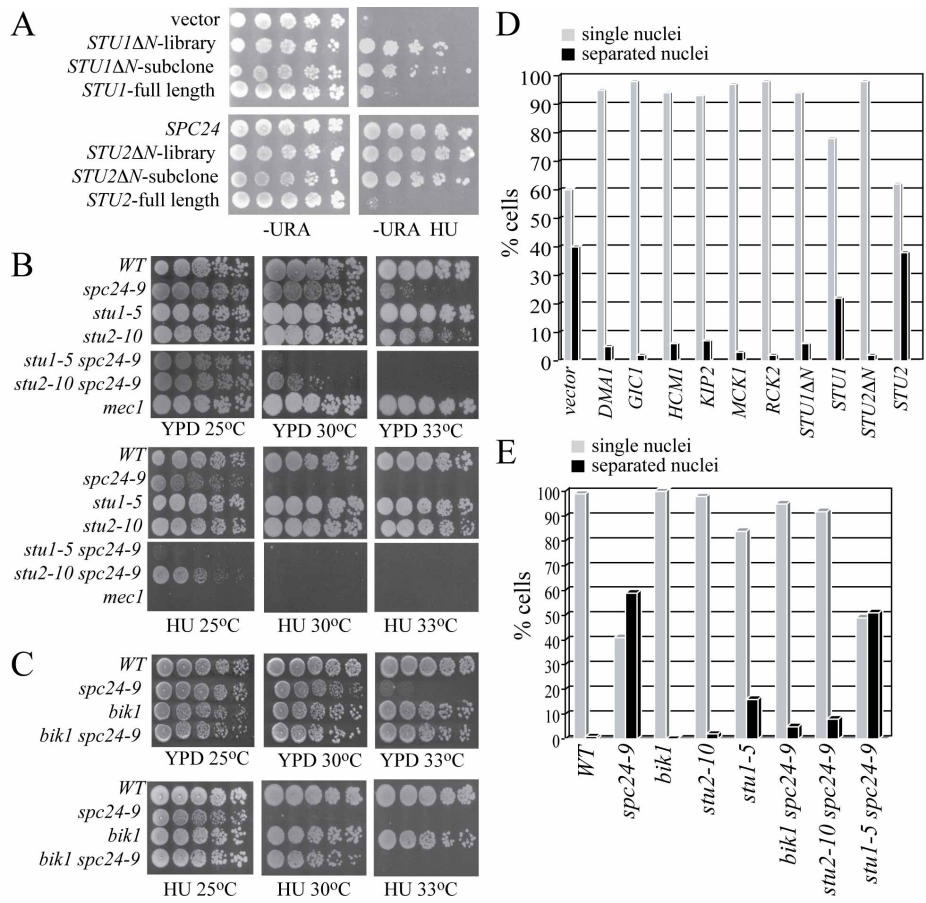 A
vector
STU1ΔN-library
STU1ΔN-subclone
STU1-full length
SPC24
STU2ΔN-library
STU2ΔN-subclone
STU2-full length
-URA
-URA HU
B
WT
spc24-9
stu1-5
stu2-10
stu1-5 spc24-9
stu2-10 spc24-9
mec1
YPD 25°C
YPD 30°C
YPD 33°C
WT
spc24-9
stu1-5
stu2-10
stu1-5 spc24-9
stu2-10 spc24-9
mec1
HU 25°C
HU 30°C
HU 33°C
C
WT
spc24-9
bik1
bik1 spc24-9
YPD 25°C
YPD 30°C
YPD 33°C
WT
spc24-9
bik1
bik1 spc24-9
HU 25°C
HU 30°C
HU 33°C
D
single nuclei
separated nuclei
% cells
100
90
80
70
60
50
40
30
20
10
0
vector
DMA1
GIC1
HCM1
KIP2
MCK1
RCK2
STU1ΔN
STU1
STU2ΔN
STU2
E
single nuclei
separated nuclei
% cells
100
90
80
70
60
50
40
30
20
10
0
WT
spc24-9
bik1
stu2-10
stu1-5
bik1 spc24-9
stu2-10 spc24-9
stu1-5 spc24-9